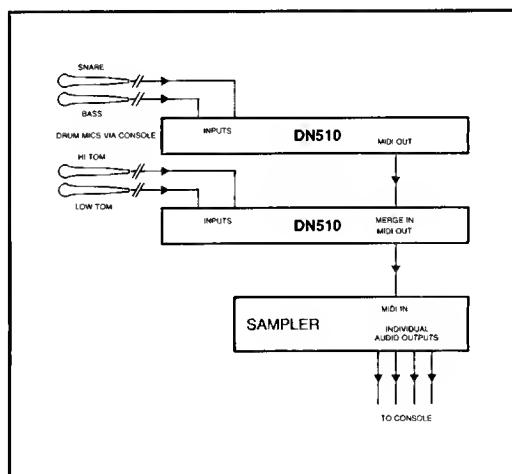 SNARE
BASS
DRUM MICS VIA CONSOLE
INPUTS
DN510
MIDI OUT
HI TOM
LOW TOM
INPUTS
DN510
MERGE IN
MIDI OUT
MIDI IN
SAMPLER
INDIVIDUAL
AUDIO OUTPUTS
TO CONSOLE